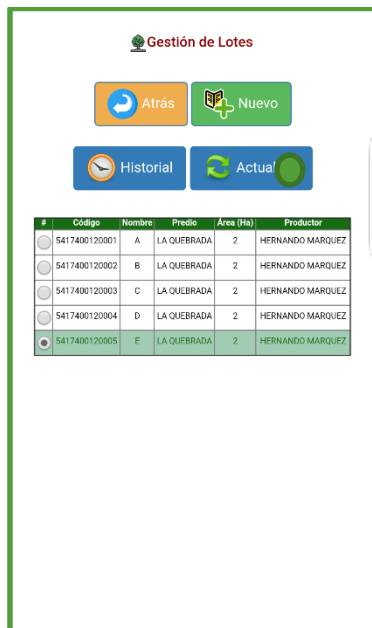 Gestión de Lotes
Atrás
Nuevo
Historial
Actual
# Código Nombre Predio Área (Ha) Productor
5417400120001 A LA QUEBRADA 2 HERNANDO MARQUEZ
5417400120002 B LA QUEBRADA 2 HERNANDO MARQUEZ
5417400120003 C LA QUEBRADA 2 HERNANDO MARQUEZ
5417400120004 D LA QUEBRADA 2 HERNANDO MARQUEZ
5417400120005 E LA QUEBRADA 2 HERNANDO MARQUEZ